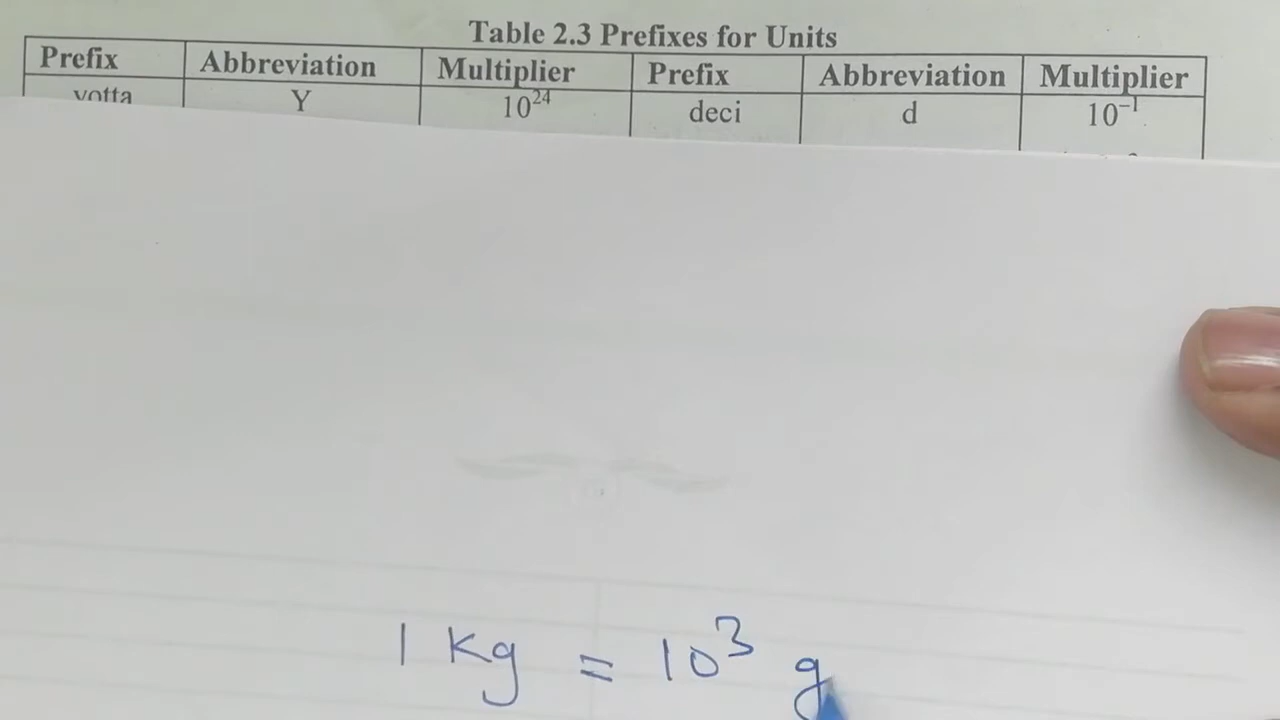 Table 2.3 Prefixes for Units
Prefix Abbreviation Multiplier Prefix Abbreviation Multiplier
yotta Y 10²⁴ deci d 10⁻¹
1 Kg = 10³ g